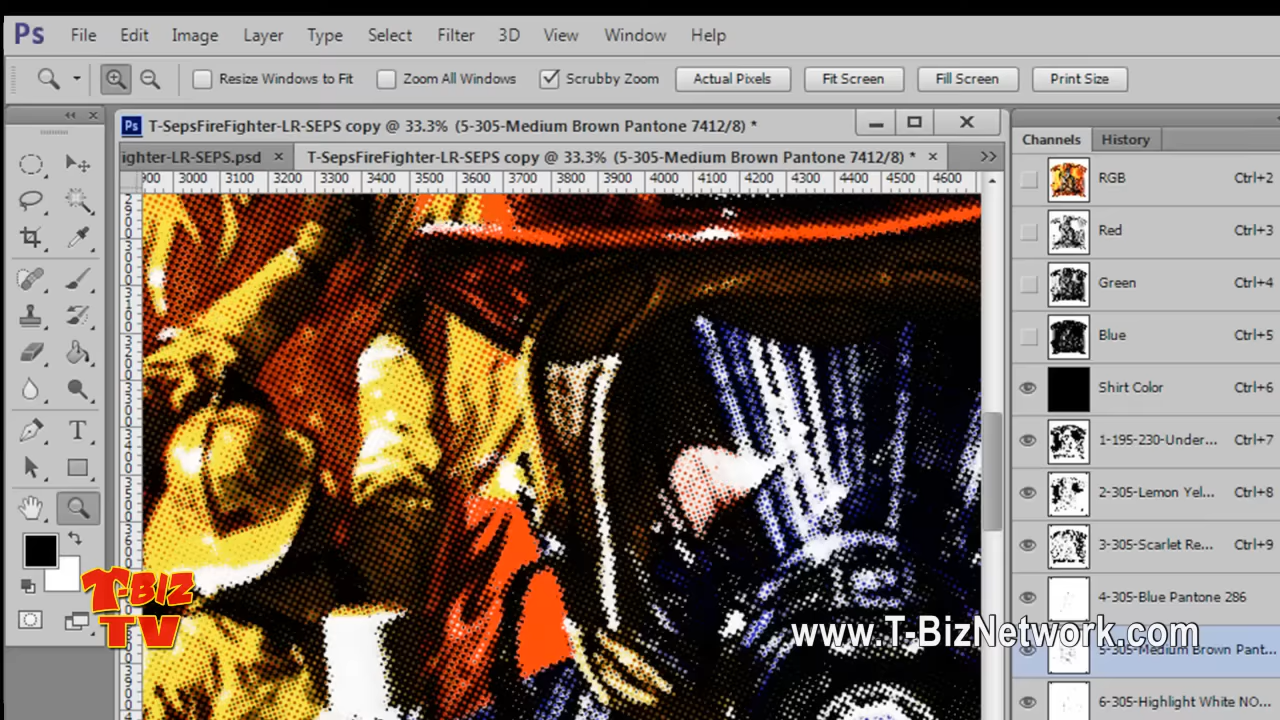 Ps File Edit Image Layer Type Select Filter 3D View Window Help
Resize Windows to Fit Zoom All Windows Scrubby Zoom Actual Pixels Fit Screen Fill Screen Print Size
Ps T-SepsFireFighter-LR-SEPS copy @ 33.3% (5-305-Medium Brown Pantone 7412/8) *
ighter-LR-SEPS.psd × T-SepsFireFighter-LR-SEPS copy @ 33.3% (5-305-Medium Brown Pantone 7412/8) * ×
Channels History
900 3000 3100 3200 3300 3400 3500 3600 3700 3800 3900 4000 4100 4200 4300 4400 4500 4600
RGB Ctrl+2
Red Ctrl+3
Green Ctrl+4
Blue Ctrl+5
Shirt Color Ctrl+6
1-195-230-Under... Ctrl+7
2-305-Lemon Yel... Ctrl+8
3-305-Scarlet Re... Ctrl+9
4-305-Blue Pantone 286
5-305-Medium Brown Pant...
6-305-Highlight White NO...
T-BIZ
TV
www.T-BizNetwork.com